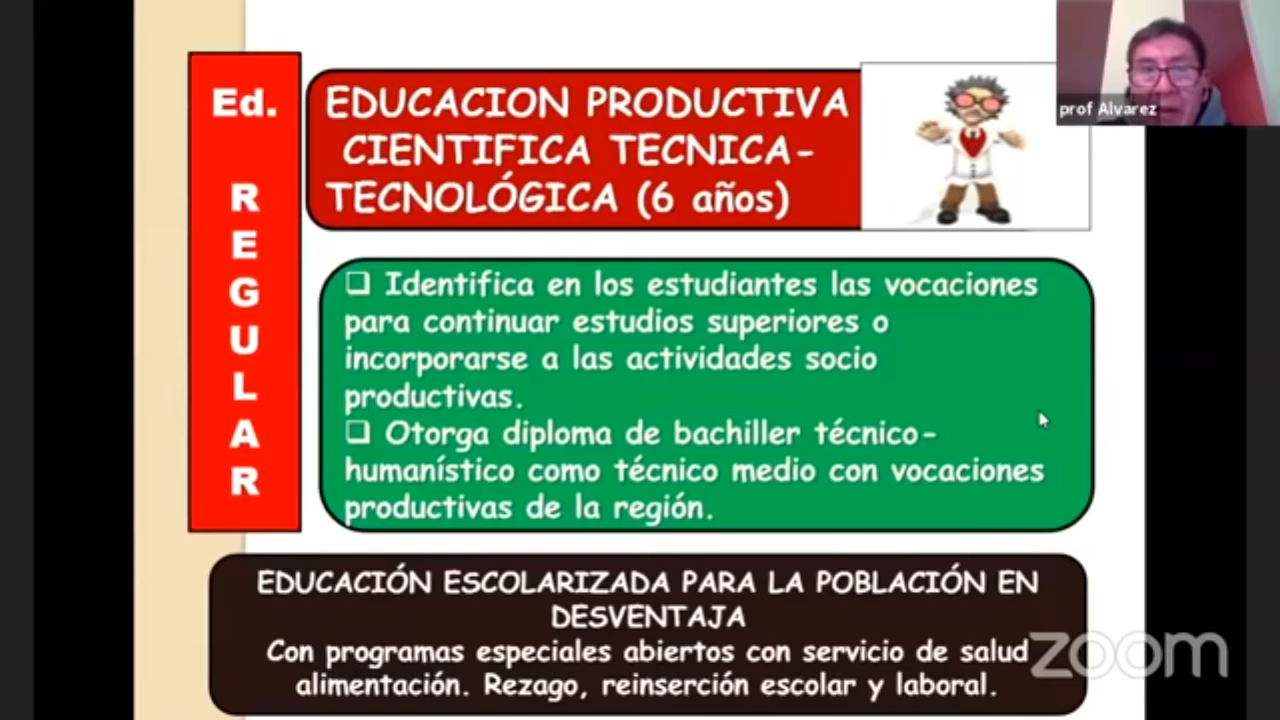 Ed.
R
E
G
U
L
A
R
EDUCACION PRODUCTIVA
CIENTIFICA TECNICA-
TECNOLÓGICA (6 años)
prof Alvarez
❑ Identifica en los estudiantes las vocaciones
para continuar estudios superiores o
incorporarse a las actividades socio
productivas.
❑ Otorga diploma de bachiller técnico-
humanístico como técnico medio con vocaciones
productivas de la región.
EDUCACIÓN ESCOLARIZADA PARA LA POBLACIÓN EN
DESVENTAJA
Con programas especiales abiertos con servicio de salud
alimentación. Rezago, reinserción escolar y laboral.
zoom